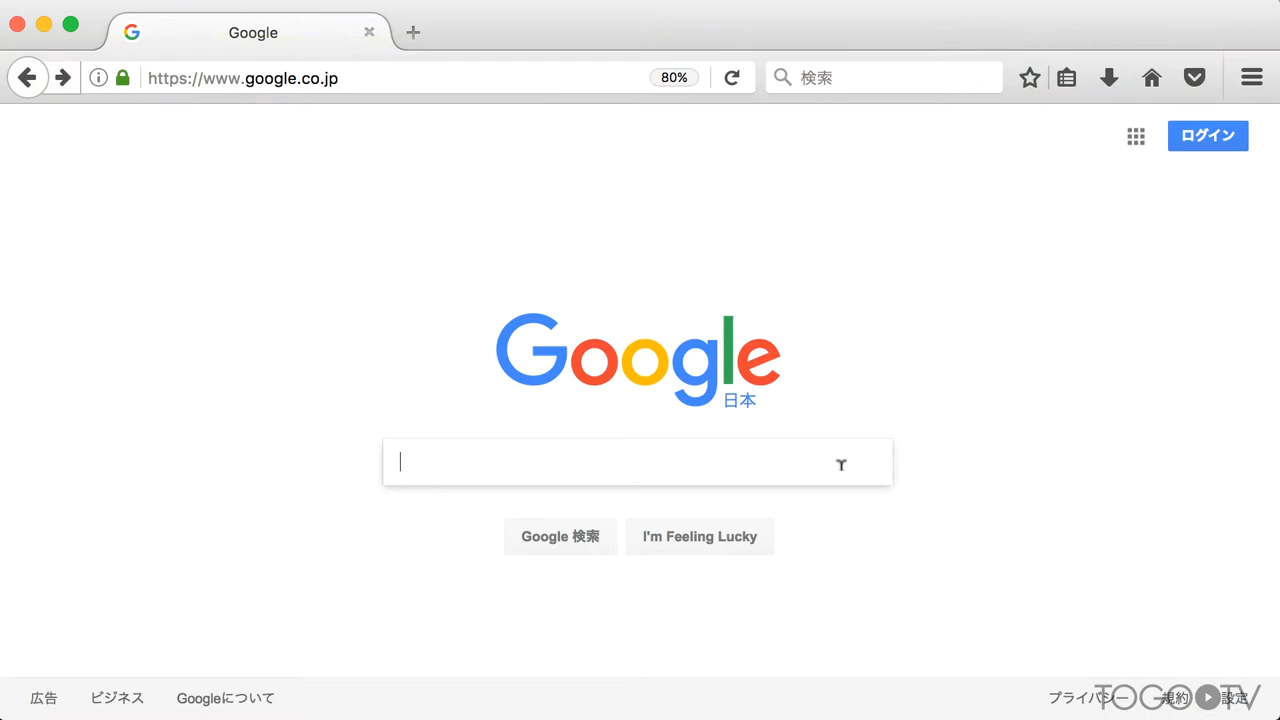 Google
https://www.google.co.jp
80%
検索
ログイン
Google
日本
Google 検索
I'm Feeling Lucky
広告
ビジネス
Googleについて
プライバシー
規約
設定
TOGO TV